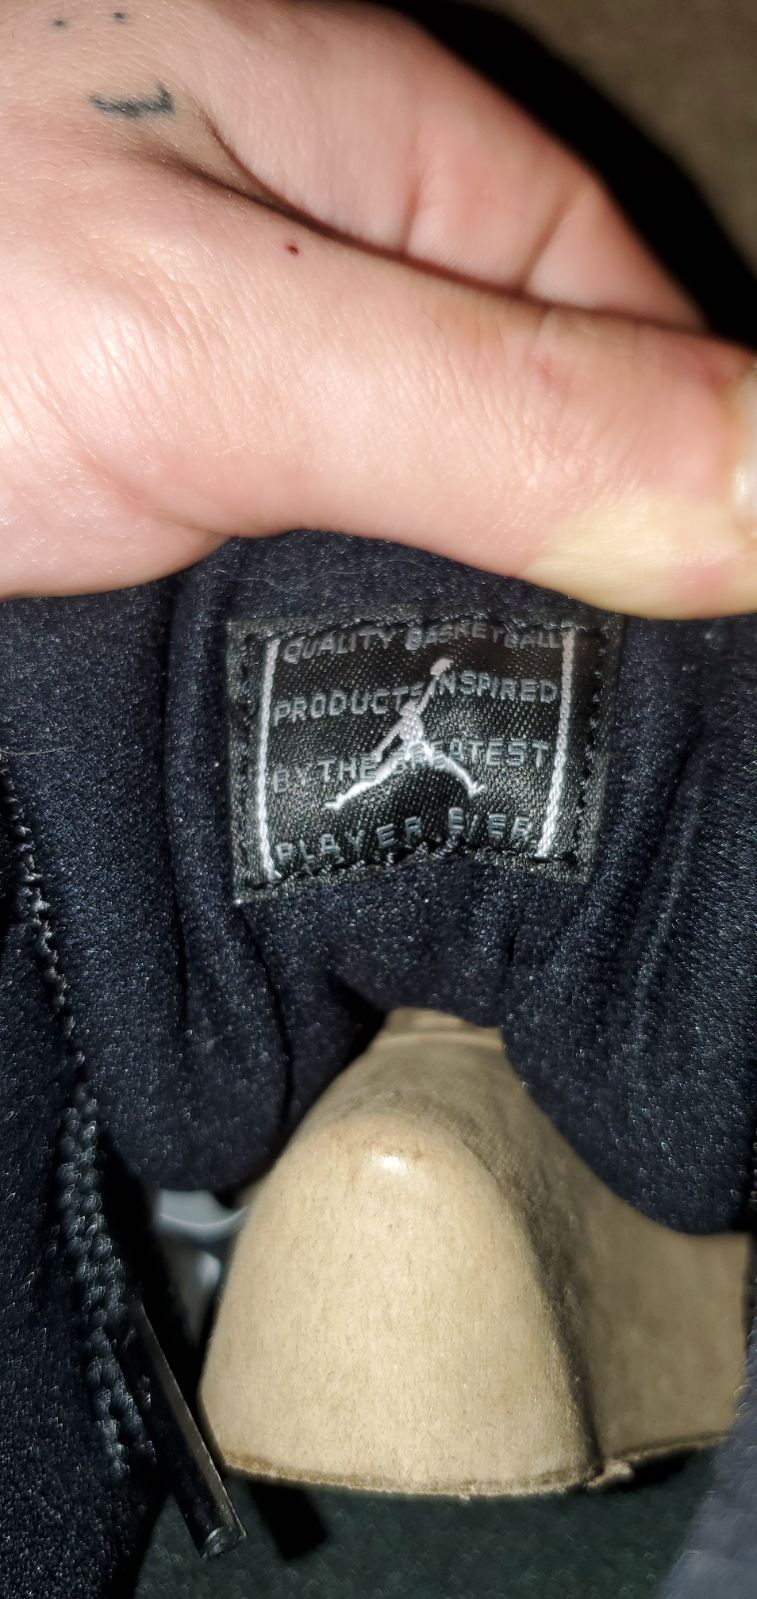 QUALITY BASKETBALL
PRODUCTS INSPIRED
BY THE GREATEST
PLAYER EVER